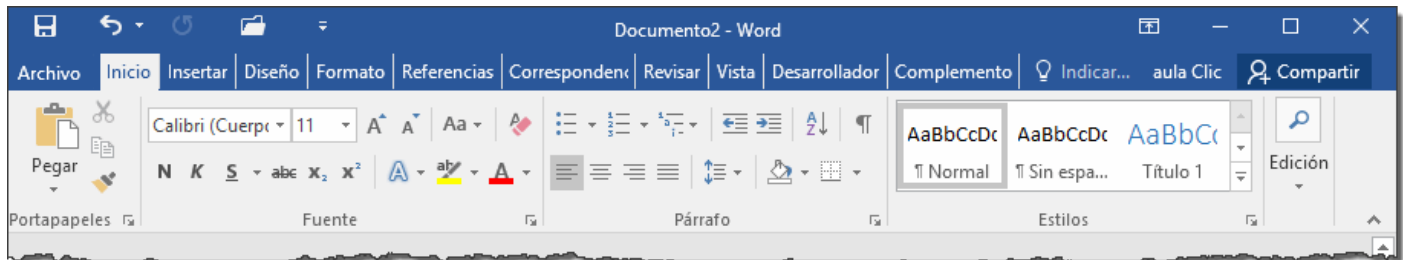 Documento2 - Word
Archivo Inicio Insertar Diseño Formato Referencias Correspondenc Revisar Vista Desarrollador Complemento Indicar... aula Clic Compartir
Calibri (Cuerpo 11 A A Aa A Z ¶ AaBbCcDc AaBbCcDc AaBbC
Pegar N K S abc x₂ x² A aby A ¶ Normal ¶ Sin espa... Título 1 Edición
Portapapeles Fuente Párrafo Estilos